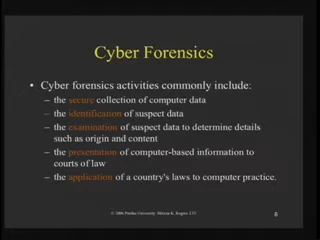 Cyber Forensics
• Cyber forensics activities commonly include:
– the secure collection of computer data
– the identification of suspect data
– the examination of suspect data to determine details
such as origin and content
– the presentation of computer-based information to
courts of law
– the application of a country's laws to computer practice.
© 2006 Purdue University Marcus K. Rogers
8